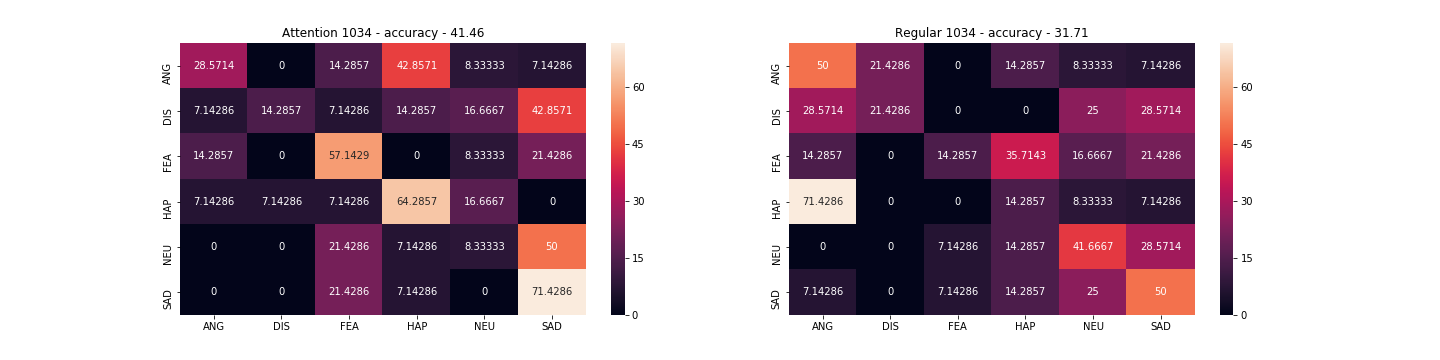 Attention 1034 - accuracy - 41.46
ANG 28.5714 0 14.2857 42.8571 8.33333 7.14286
DIS 7.14286 14.2857 7.14286 14.2857 16.6667 42.8571
FEA 14.2857 0 57.1429 0 8.33333 21.4286
HAP 7.14286 7.14286 7.14286 64.2857 16.6667 0
NEU 0 0 21.4286 7.14286 8.33333 50
SAD 0 0 21.4286 7.14286 0 71.4286
ANG DIS FEA HAP NEU SAD
60
45
30
15
0
Regular 1034 - accuracy - 31.71
ANG 50 21.4286 0 14.2857 8.33333 7.14286
DIS 28.5714 21.4286 0 0 25 28.5714
FEA 14.2857 0 14.2857 35.7143 16.6667 21.4286
HAP 71.4286 0 0 14.2857 8.33333 7.14286
NEU 0 0 7.14286 14.2857 41.6667 28.5714
SAD 7.14286 0 7.14286 14.2857 25 50
ANG DIS FEA HAP NEU SAD
60
45
30
15
0